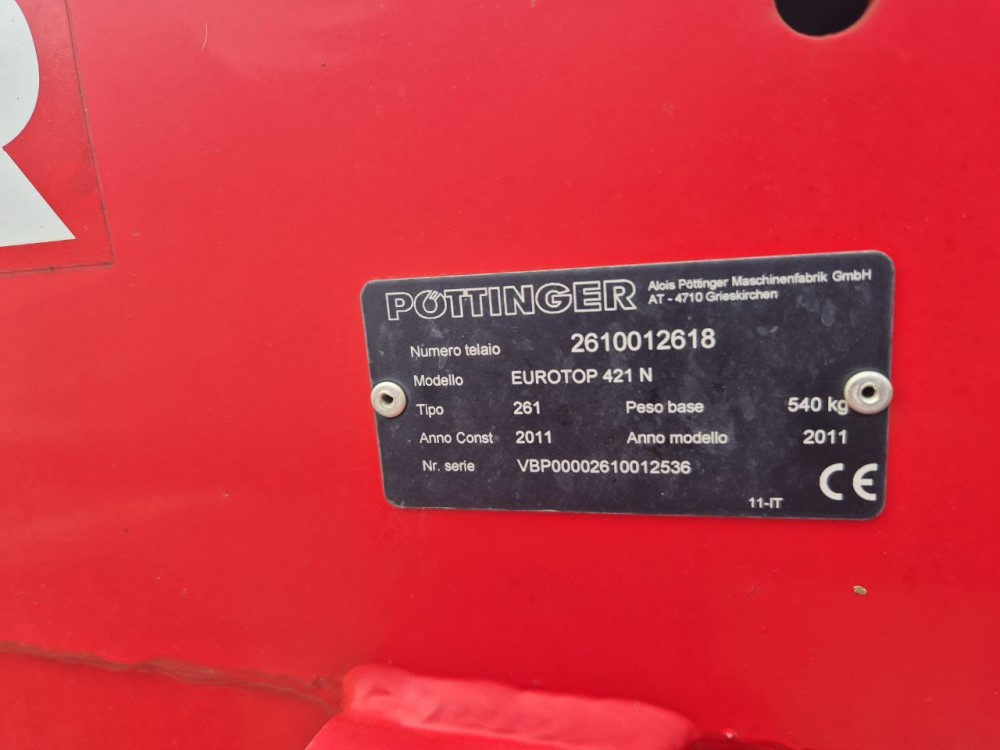 R
PÖTTINGER Alois Pöttinger Maschinenfabrik GmbH
AT - 4710 Grieskirchen
Numero telaio 2610012618
Modello EUROTOP 421 N
Tipo 261 Peso base 540 kg
Anno Const 2011 Anno modello 2011
Nr. serie VBP00002610012536
CE
11-IT